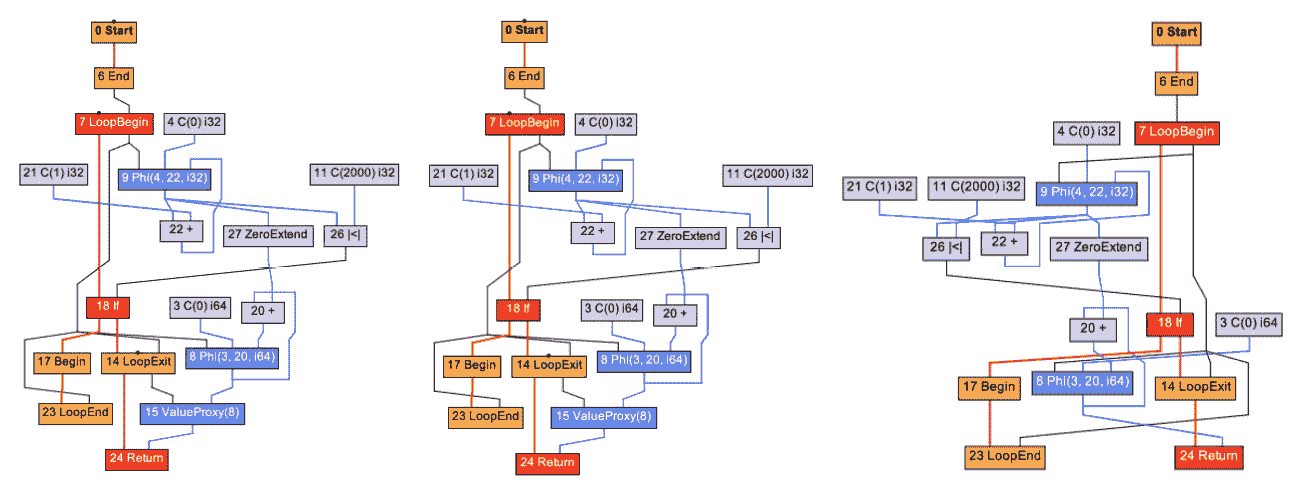 0 Start
6 End
7 LoopBegin
4 C(0) i32
21 C(1) i32
9 Phi(4, 22, i32)
11 C(2000) i32
22 +
27 ZeroExtend
26 |<|
18 If
3 C(0) i64
20 +
17 Begin
14 LoopExit
8 Phi(3, 20, i64)
23 LoopEnd
15 ValueProxy(8)
24 Return
0 Start
6 End
7 LoopBegin
4 C(0) i32
21 C(1) i32
9 Phi(4, 22, i32)
11 C(2000) i32
22 +
27 ZeroExtend
26 |<|
18 If
3 C(0) i64
20 +
17 Begin
14 LoopExit
8 Phi(3, 20, i64)
23 LoopEnd
15 ValueProxy(8)
24 Return
0 Start
6 End
4 C(0) i32
7 LoopBegin
21 C(1) i32
11 C(2000) i32
9 Phi(4, 22, i32)
26 |<|
22 +
27 ZeroExtend
20 +
18 If
3 C(0) i64
17 Begin
8 Phi(3, 20, i64)
14 LoopExit
23 LoopEnd
24 Return